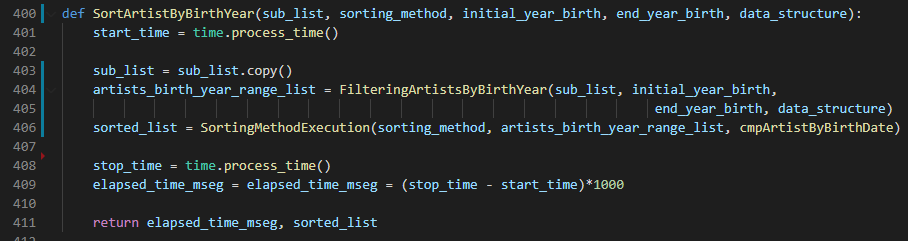 400 def SortArtistByBirthYear(sub_list, sorting_method, initial_year_birth, end_year_birth, data_structure):
401     start_time = time.process_time()
402
403     sub_list = sub_list.copy()
404     artists_birth_year_range_list = FilteringArtistsByBirthYear(sub_list, initial_year_birth,
405                                                                 end_year_birth, data_structure)
406     sorted_list = SortingMethodExecution(sorting_method, artists_birth_year_range_list, cmpArtistByBirthDate)
407
408     stop_time = time.process_time()
409     elapsed_time_mseg = elapsed_time_mseg = (stop_time - start_time)*1000
410
411     return elapsed_time_mseg, sorted_list